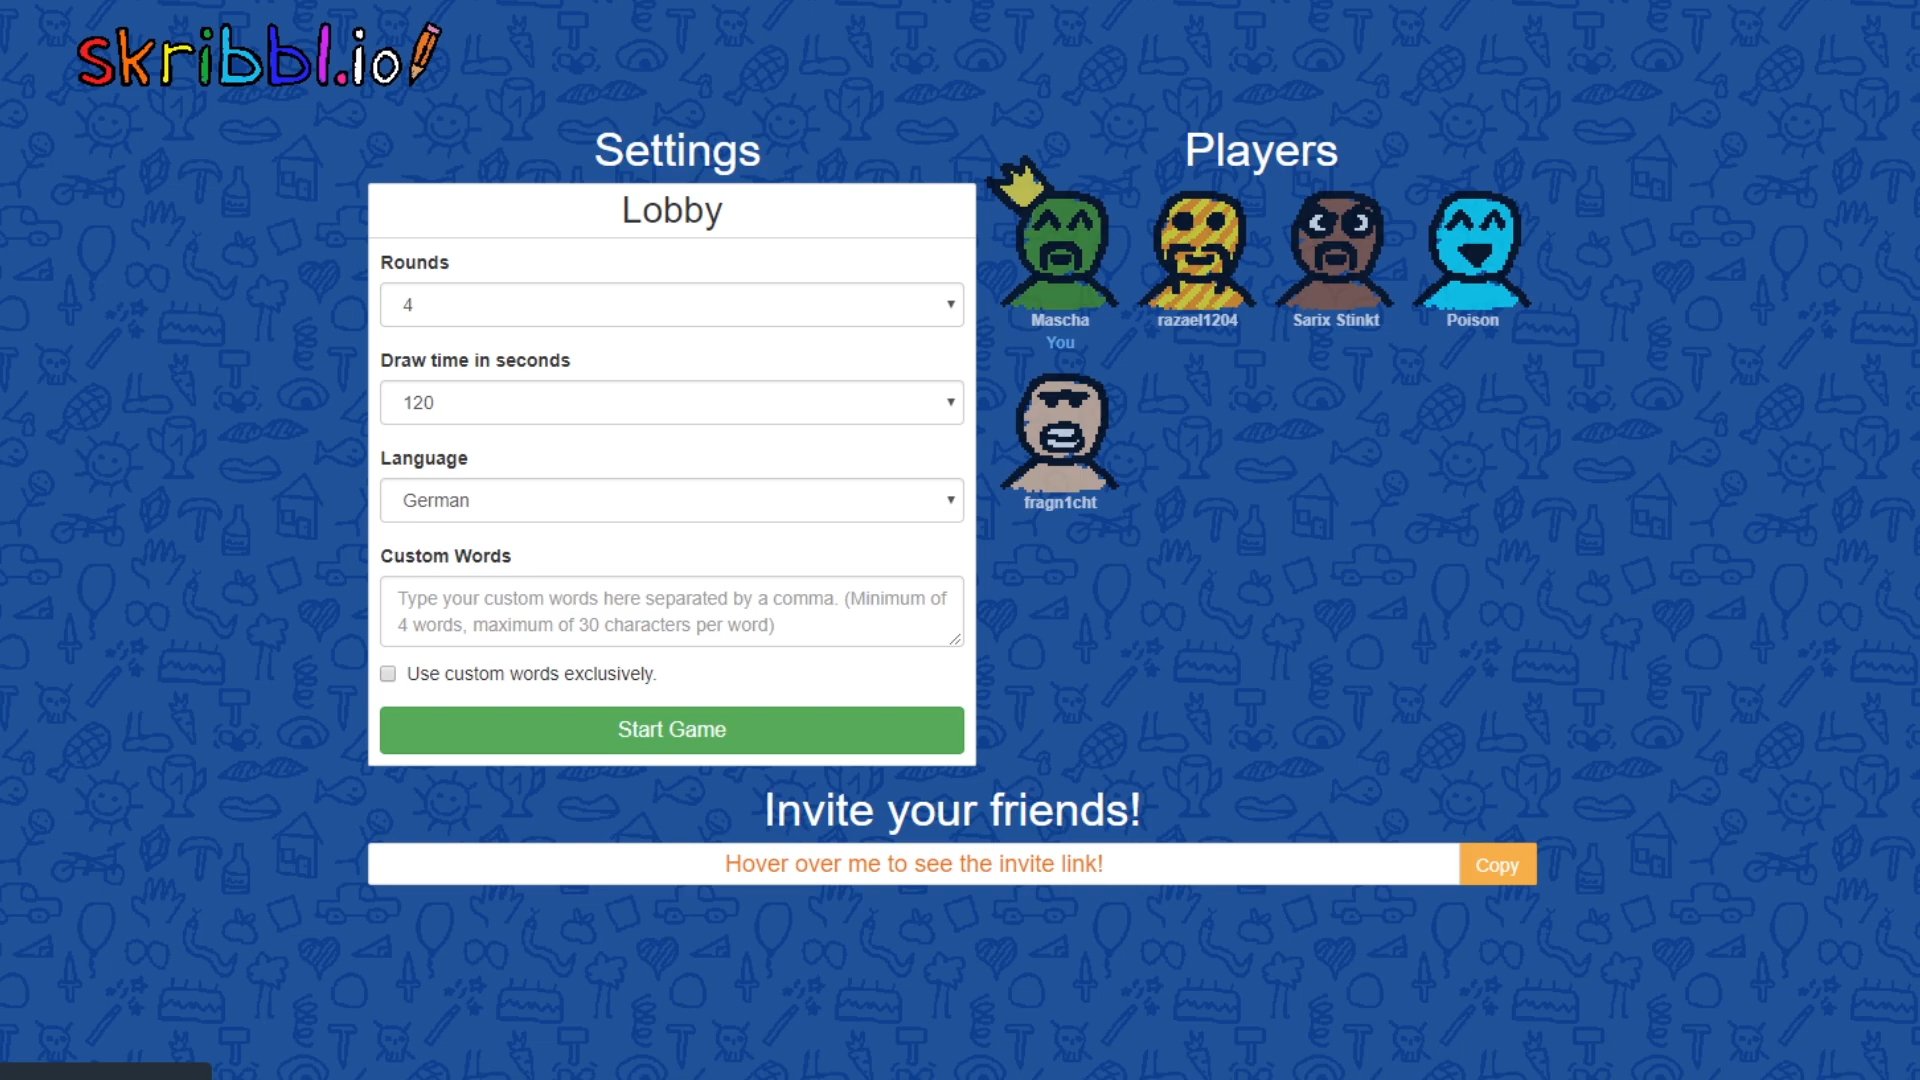 skribbl.io
Settings
Players
Lobby
Rounds
4
Draw time in seconds
120
Language
German
Custom Words
Type your custom words here separated by a comma. (Minimum of
4 words, maximum of 30 characters per word)
Use custom words exclusively.
Start Game
Mascha
You
razael1204
Sarix Stinkt
Poison
fragn1cht
Invite your friends!
Hover over me to see the invite link!
Copy